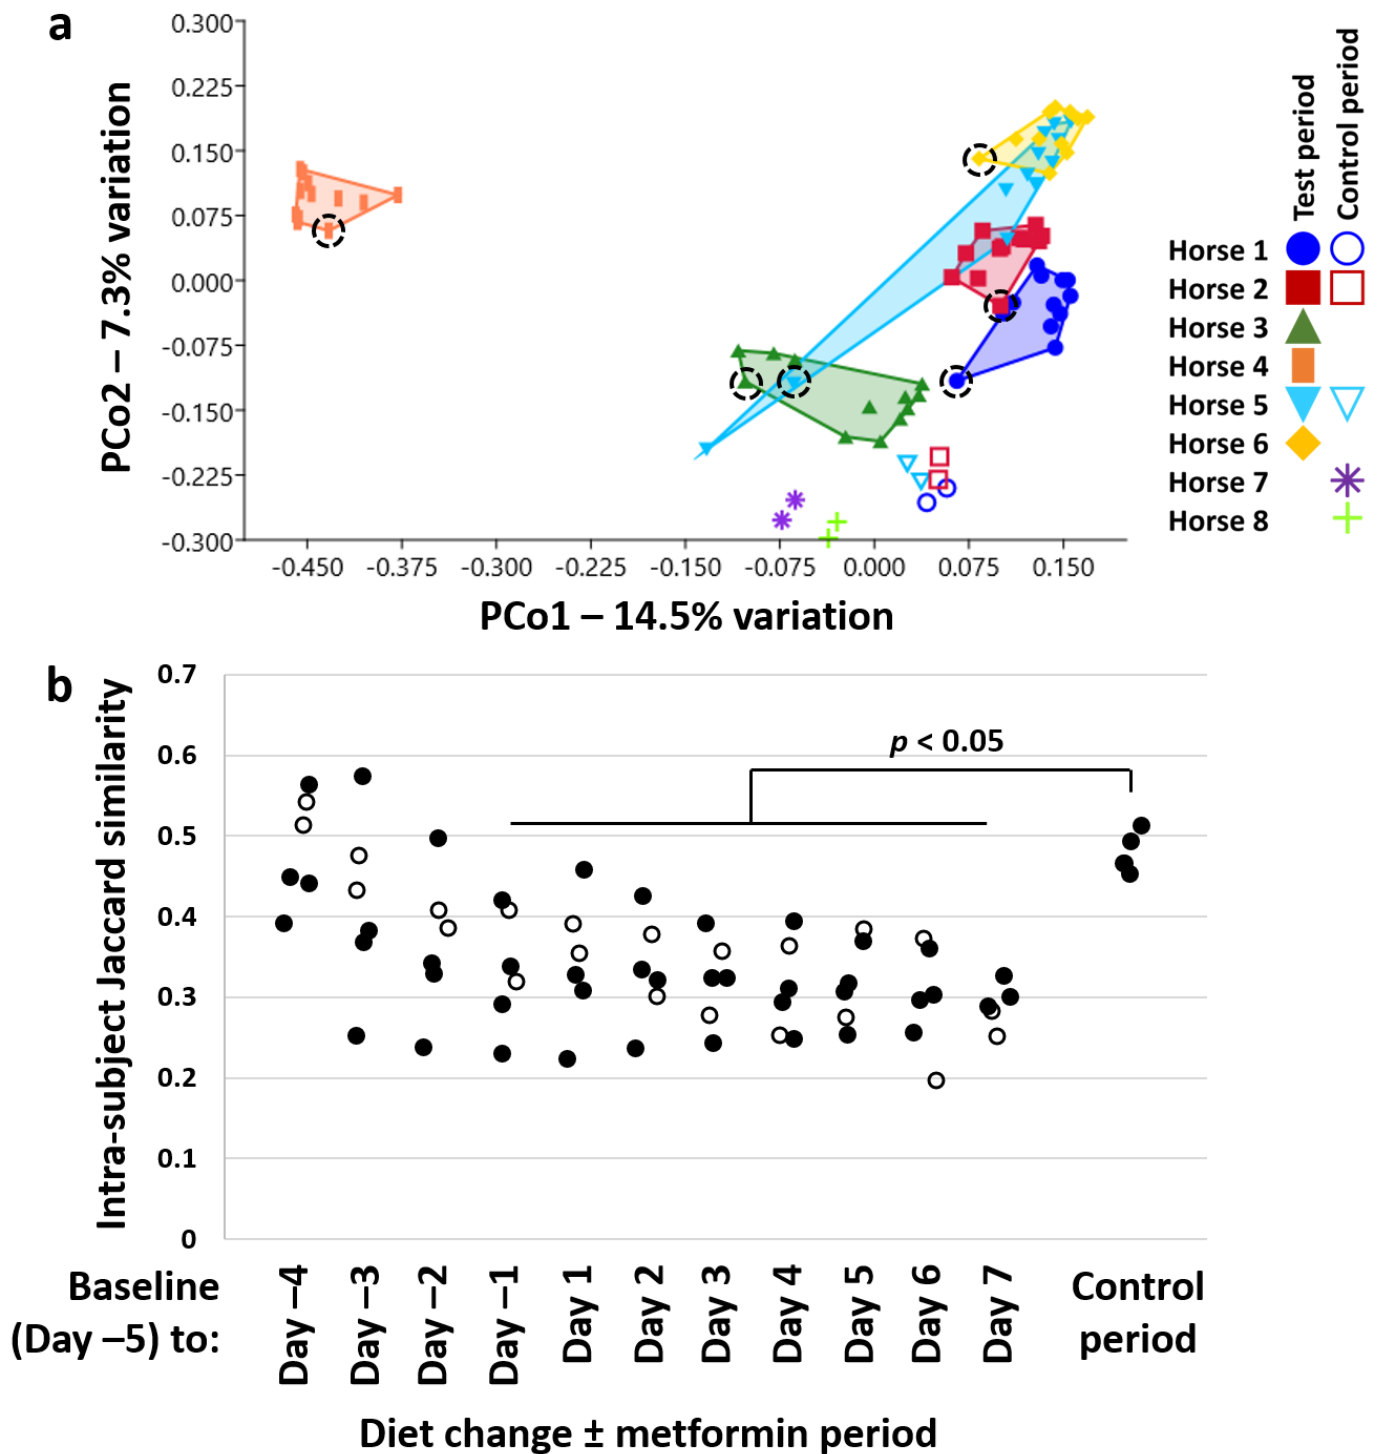 a
PCo2 – 7.3% variation
0.300
0.225
0.150
0.075
0.000
-0.075
-0.150
-0.225
-0.300
-0.450 -0.375 -0.300 -0.225 -0.150 -0.075 0.000 0.075 0.150
PCo1 – 14.5% variation
Test period
Control period
Horse 1
Horse 2
Horse 3
Horse 4
Horse 5
Horse 6
Horse 7
Horse 8
b
Intra-subject Jaccard similarity
0.7
0.6
0.5
0.4
0.3
0.2
0.1
0
p < 0.05
Baseline
(Day –5) to:
Day –4
Day –3
Day –2
Day –1
Day 1
Day 2
Day 3
Day 4
Day 5
Day 6
Day 7
Control
period
Diet change ± metformin period